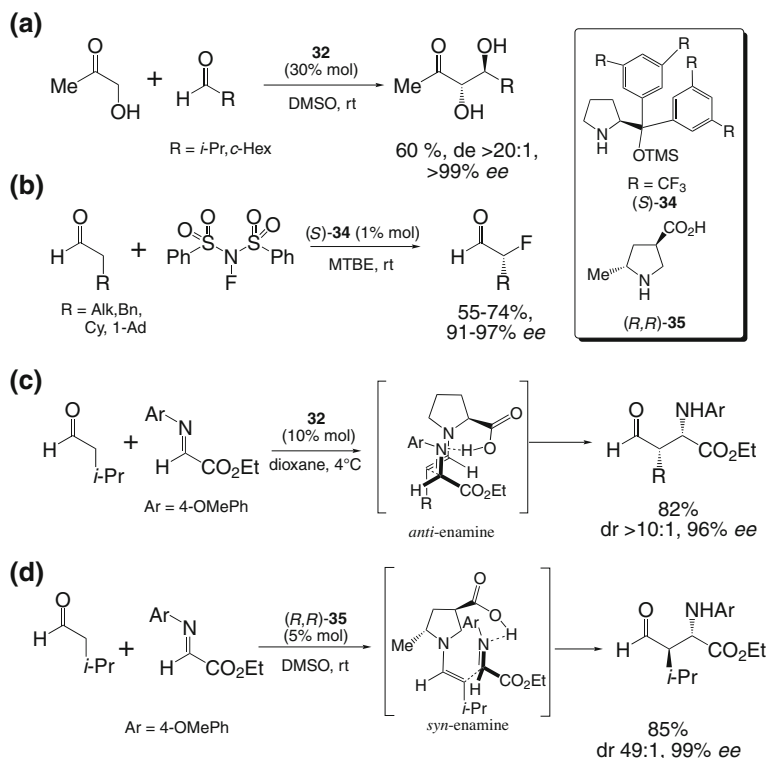 (a)
O
Me
OH
+
O
H
R
R = i-Pr,c-Hex
32
(30% mol)
DMSO, rt
O OH
Me
R
OH
60 %, de >20:1,
>99% ee
(b)
O
H
R
R = Alk,Bn,
Cy, 1-Ad
+
O O O O
S S
Ph N Ph
F
(S)-34 (1% mol)
MTBE, rt
O
H
F
R
55-74%,
91-97% ee
R R
R
R
N
H
OTMS
R = CF3
(S)-34
CO2H
Me
N
H
(R,R)-35
(c)
O
H
i-Pr
+
Ar
N
H
CO2Et
Ar = 4-OMePh
32
(10% mol)
dioxane, 4°C
N
O
Ar
N
H
O
H
H
CO2Et
R
anti-enamine
O NHAr
H
CO2Et
R
82%
dr >10:1, 96% ee
(d)
O
H
i-Pr
+
Ar
N
H
CO2Et
Ar = 4-OMePh
(R,R)-35
(5% mol)
DMSO, rt
O
O
H
Ar
Me
N
N
H
H
CO2Et
i-Pr
syn-enamine
O NHAr
H
CO2Et
i-Pr
85%
dr 49:1, 99% ee